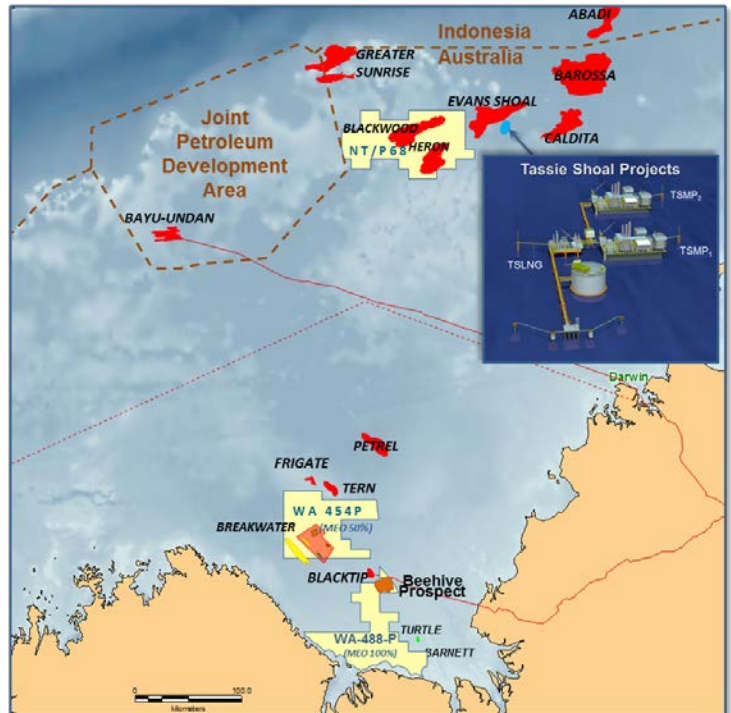 ABADI
Indonesia
Australia
GREATER
SUNRISE
BAROSSA
Joint
Petroleum
Development
Area
EVANS SHOAL
BLACKWOOD
HERON
NT/P68
CALDITA
Tassie Shoal Projects
TSMP2
TSLNG
TSMP1
BAYU-UNDAN
Darwin
PETREL
FRIGATE
TERN
WA 454P
(MEO 50%)
BREAKWATER
BLACKTIP
Beehive
Prospect
TURTLE
WA-488-P
(MEO 100%)
BARNETT
0
100.0
kilometers